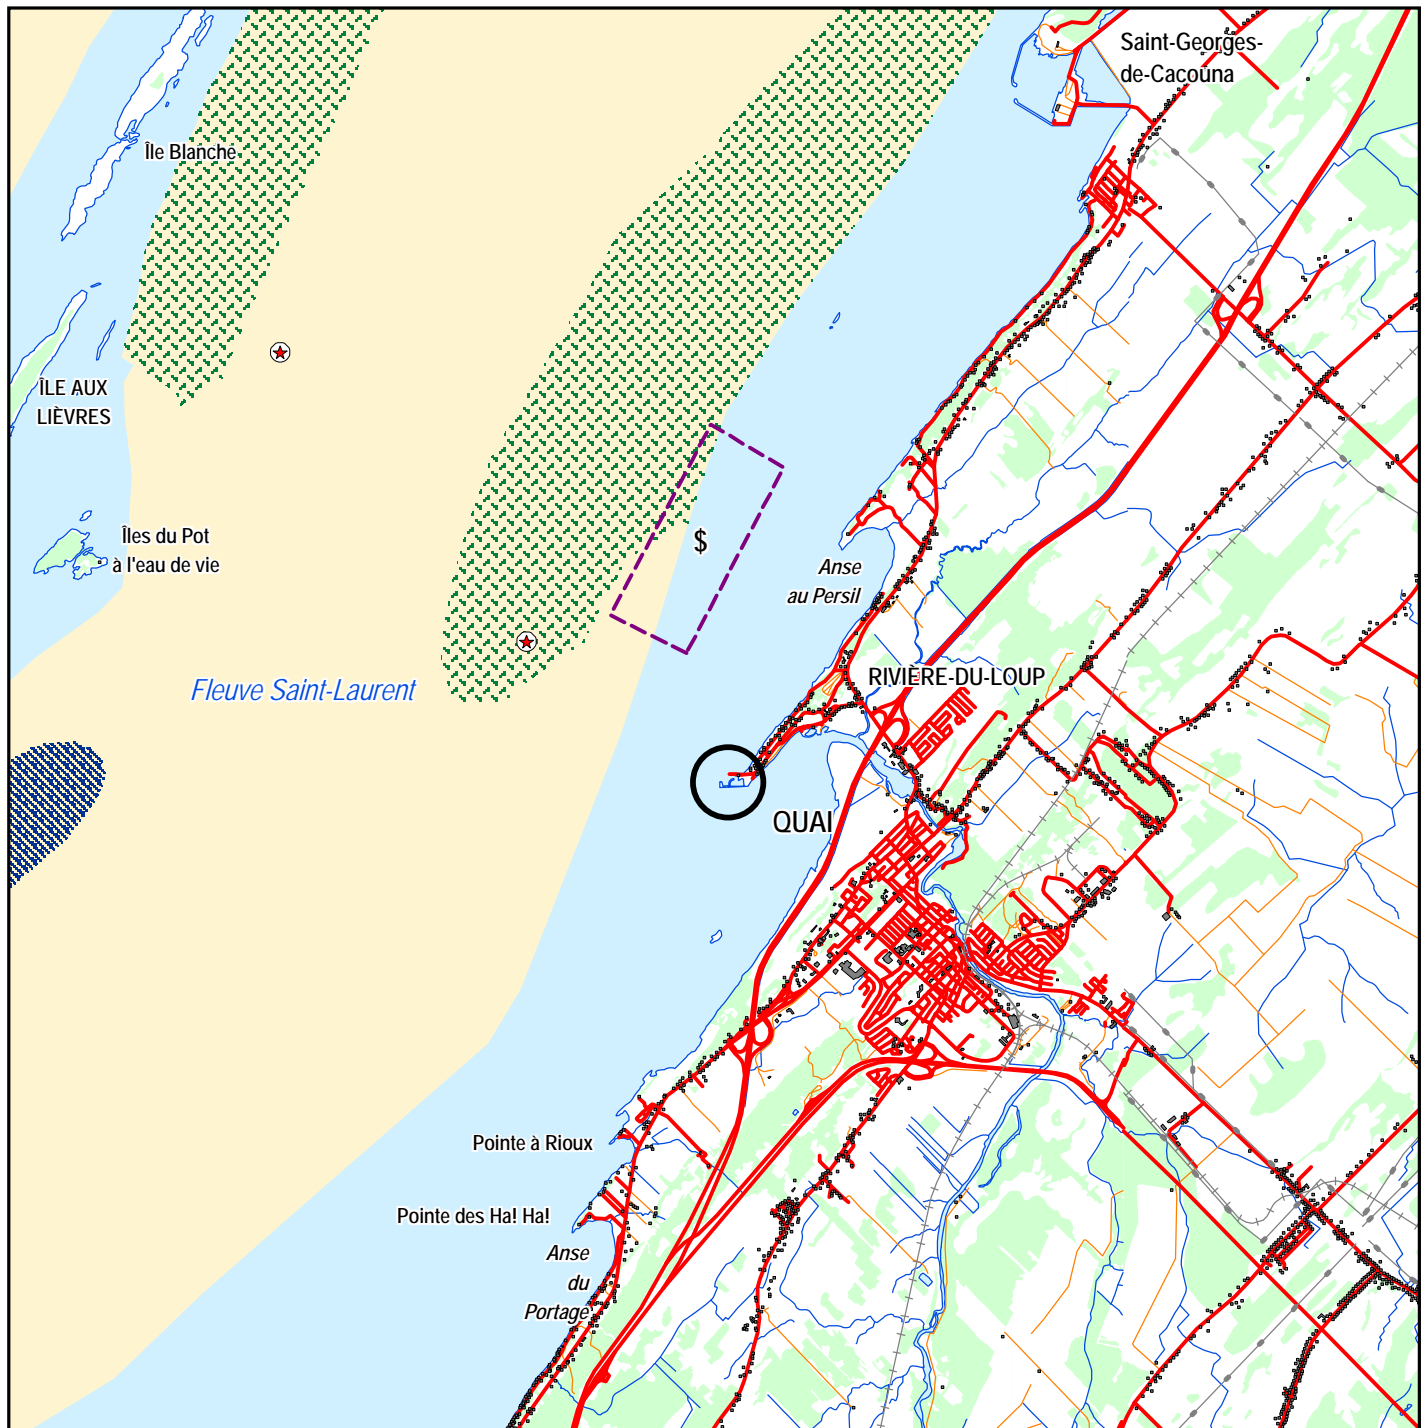 Saint-Georges-
de-Cacouna
Île Blanche
ÎLE AUX
LIÈVRES
Îles du Pot
à l'eau de vie
$
Anse
au Persil
RIVIÈRE-DU-LOUP
Fleuve Saint-Laurent
QUAI
Pointe à Rioux
Pointe des Ha! Ha!
Anse
du
Portage